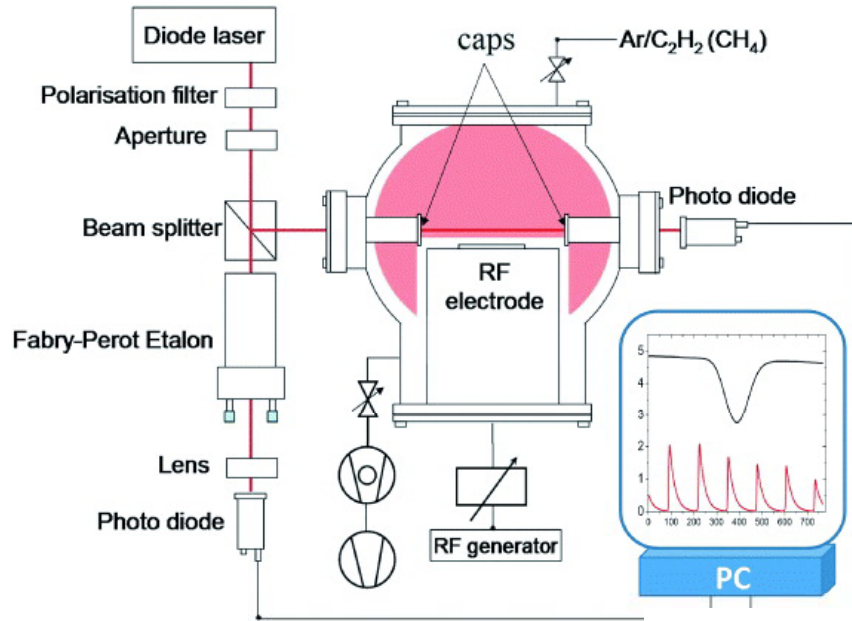 Diode laser
Polarisation filter
Aperture
Beam splitter
Fabry-Perot Etalon
Lens
Photo diode
caps
Ar/C₂H₂ (CH₄)
Photo diode
RF
electrode
RF generator
5
4
3
2
1
0
0 100 200 300 400 500 600 700
PC